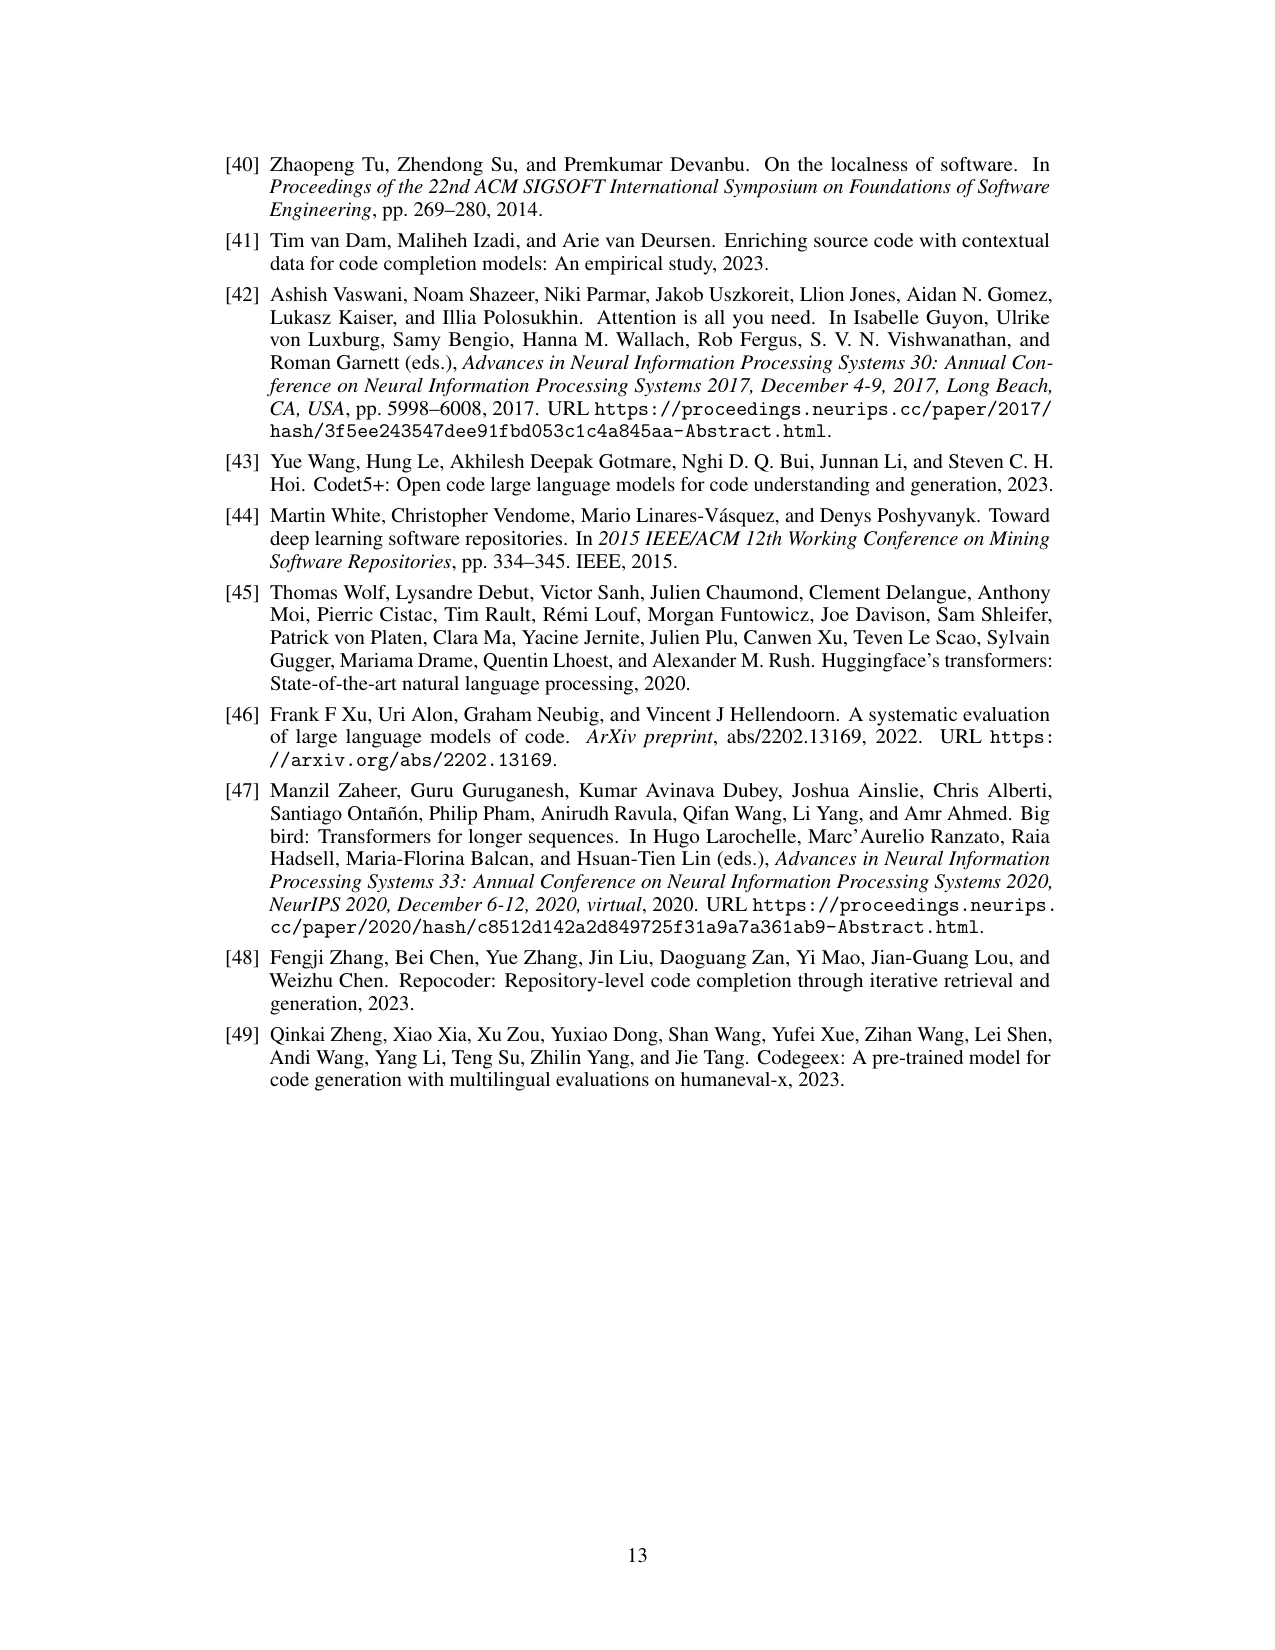 [40] Zhaopeng Tu, Zhendong Su, and Premkumar Devanbu. On the localness of software. In
Proceedings of the 22nd ACM SIGSOFT International Symposium on Foundations of Software
Engineering, pp. 269–280, 2014.
[41] Tim van Dam, Maliheh Izadi, and Arie van Deursen. Enriching source code with contextual
data for code completion models: An empirical study, 2023.
[42] Ashish Vaswani, Noam Shazeer, Niki Parmar, Jakob Uszkoreit, Llion Jones, Aidan N. Gomez,
Lukasz Kaiser, and Illia Polosukhin. Attention is all you need. In Isabelle Guyon, Ulrike
von Luxburg, Samy Bengio, Hanna M. Wallach, Rob Fergus, S. V. N. Vishwanathan, and
Roman Garnett (eds.), Advances in Neural Information Processing Systems 30: Annual Con-
ference on Neural Information Processing Systems 2017, December 4-9, 2017, Long Beach,
CA, USA, pp. 5998–6008, 2017. URL https://proceedings.neurips.cc/paper/2017/
hash/3f5ee243547dee91fbd053c1c4a845aa-Abstract.html.
[43] Yue Wang, Hung Le, Akhilesh Deepak Gotmare, Nghi D. Q. Bui, Junnan Li, and Steven C. H.
Hoi. Codet5+: Open code large language models for code understanding and generation, 2023.
[44] Martin White, Christopher Vendome, Mario Linares-Vásquez, and Denys Poshyvanyk. Toward
deep learning software repositories. In 2015 IEEE/ACM 12th Working Conference on Mining
Software Repositories, pp. 334–345. IEEE, 2015.
[45] Thomas Wolf, Lysandre Debut, Victor Sanh, Julien Chaumond, Clement Delangue, Anthony
Moi, Pierric Cistac, Tim Rault, Rémi Louf, Morgan Funtowicz, Joe Davison, Sam Shleifer,
Patrick von Platen, Clara Ma, Yacine Jernite, Julien Plu, Canwen Xu, Teven Le Scao, Sylvain
Gugger, Mariama Drame, Quentin Lhoest, and Alexander M. Rush. Huggingface's transformers:
State-of-the-art natural language processing, 2020.
[46] Frank F Xu, Uri Alon, Graham Neubig, and Vincent J Hellendoorn. A systematic evaluation
of large language models of code. ArXiv preprint, abs/2202.13169, 2022. URL https:
//arxiv.org/abs/2202.13169.
[47] Manzil Zaheer, Guru Guruganesh, Kumar Avinava Dubey, Joshua Ainslie, Chris Alberti,
Santiago Ontañón, Philip Pham, Anirudh Ravula, Qifan Wang, Li Yang, and Amr Ahmed. Big
bird: Transformers for longer sequences. In Hugo Larochelle, Marc'Aurelio Ranzato, Raia
Hadsell, Maria-Florina Balcan, and Hsuan-Tien Lin (eds.), Advances in Neural Information
Processing Systems 33: Annual Conference on Neural Information Processing Systems 2020,
NeurIPS 2020, December 6-12, 2020, virtual, 2020. URL https://proceedings.neurips.
cc/paper/2020/hash/c8512d142a2d849725f31a9a7a361ab9-Abstract.html.
[48] Fengji Zhang, Bei Chen, Yue Zhang, Jin Liu, Daoguang Zan, Yi Mao, Jian-Guang Lou, and
Weizhu Chen. Repocoder: Repository-level code completion through iterative retrieval and
generation, 2023.
[49] Qinkai Zheng, Xiao Xia, Xu Zou, Yuxiao Dong, Shan Wang, Yufei Xue, Zihan Wang, Lei Shen,
Andi Wang, Yang Li, Teng Su, Zhilin Yang, and Jie Tang. Codegeex: A pre-trained model for
code generation with multilingual evaluations on humaneval-x, 2023.
13